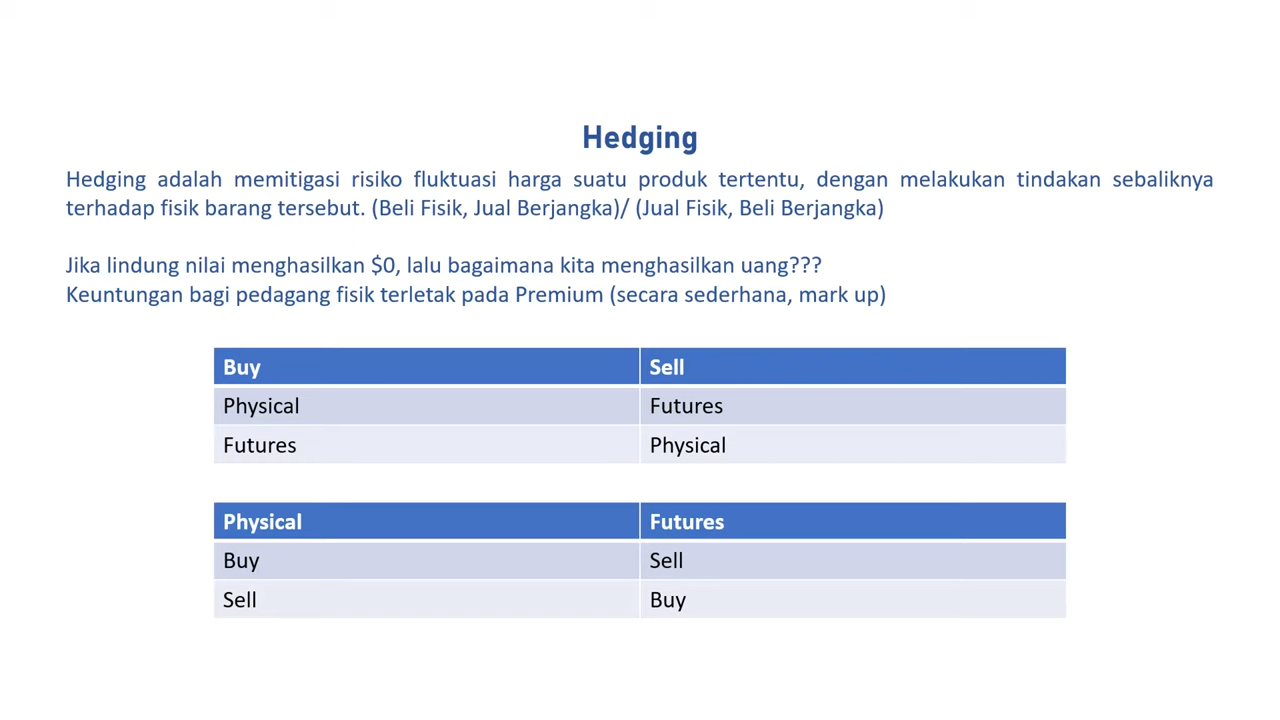 Hedging
Hedging adalah memitigasi risiko fluktuasi harga suatu produk tertentu, dengan melakukan tindakan sebaliknya
terhadap fisik barang tersebut. (Beli Fisik, Jual Berjangka)/ (Jual Fisik, Beli Berjangka)
Jika lindung nilai menghasilkan $0, lalu bagaimana kita menghasilkan uang???
Keuntungan bagi pedagang fisik terletak pada Premium (secara sederhana, mark up)
Buy Sell
Physical Futures
Futures Physical
Physical Futures
Buy Sell
Sell Buy